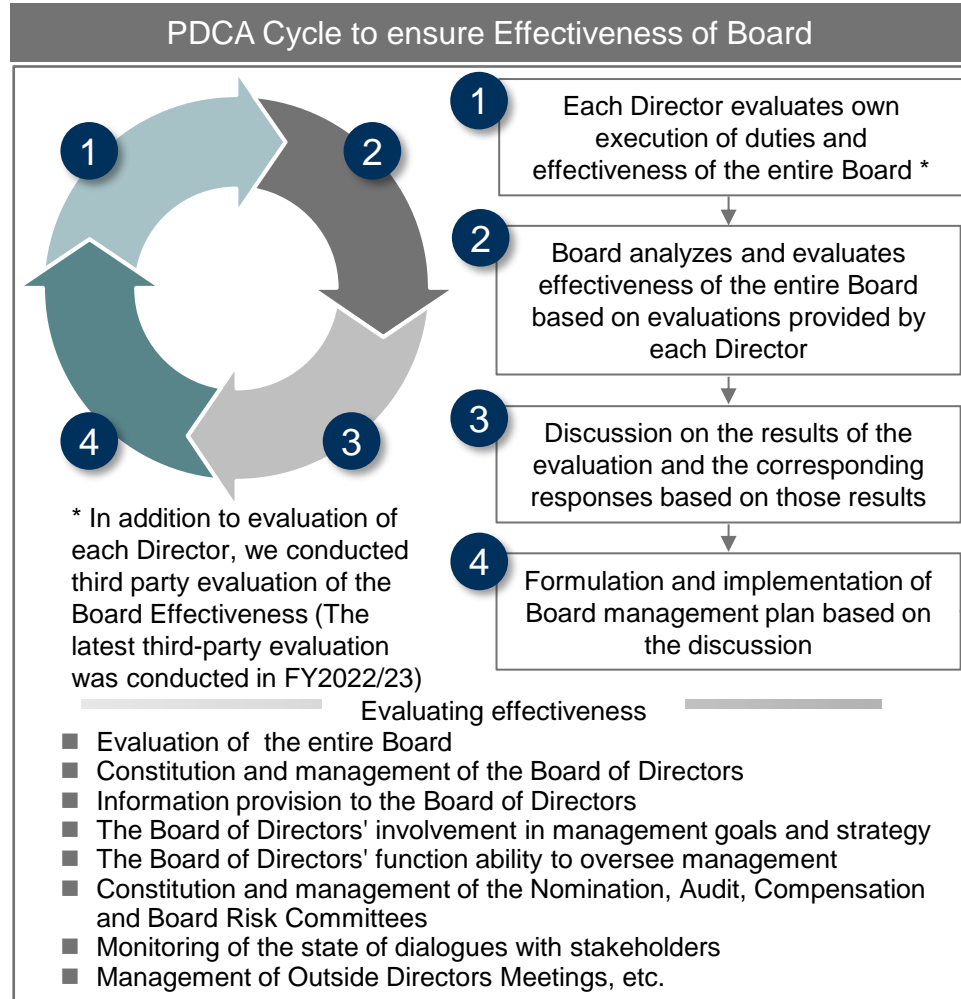 PDCA Cycle to ensure Effectiveness of Board
1
2
3
4
1
Each Director evaluates own
execution of duties and
effectiveness of the entire Board *
2
Board analyzes and evaluates
effectiveness of the entire Board
based on evaluations provided by
each Director
3
Discussion on the results of the
evaluation and the corresponding
responses based on those results
4
Formulation and implementation of
Board management plan based on
the discussion
* In addition to evaluation of
each Director, we conducted
third party evaluation of the
Board Effectiveness (The
latest third-party evaluation
was conducted in FY2022/23)
Evaluating effectiveness
■ Evaluation of the entire Board
■ Constitution and management of the Board of Directors
■ Information provision to the Board of Directors
■ The Board of Directors' involvement in management goals and strategy
■ The Board of Directors' function ability to oversee management
■ Constitution and management of the Nomination, Audit, Compensation
and Board Risk Committees
■ Monitoring of the state of dialogues with stakeholders
■ Management of Outside Directors Meetings, etc.